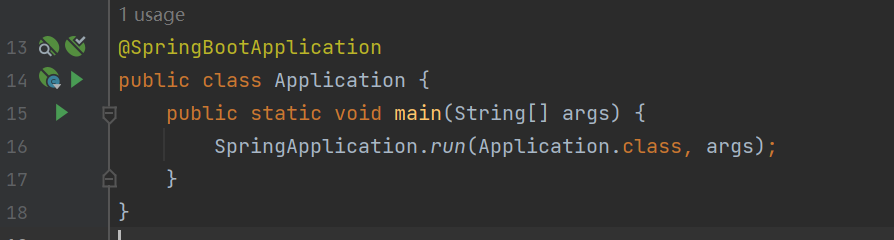 1 usage
13 @SpringBootApplication
14 public class Application {
15     public static void main(String[] args) {
16         SpringApplication.run(Application.class, args);
17     }
18 }